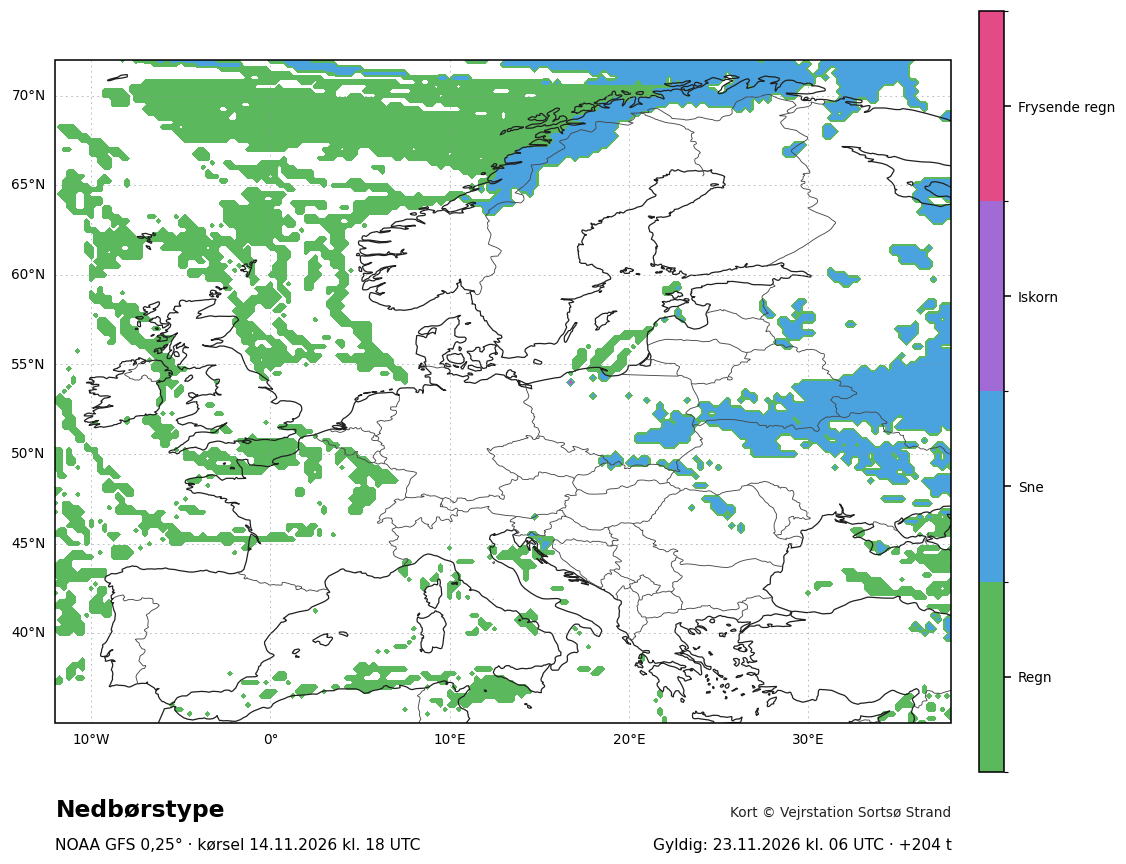 70°N
65°N
60°N
55°N
50°N
45°N
40°N
10°W
0°
10°E
20°E
30°E
Frysende regn
Iskorn
Sne
Regn
Nedbørstype
Kort © Vejrstation Sortsø Strand
NOAA GFS 0,25° · kørsel 14.11.2026 kl. 18 UTC
Gyldig: 23.11.2026 kl. 06 UTC · +204 t